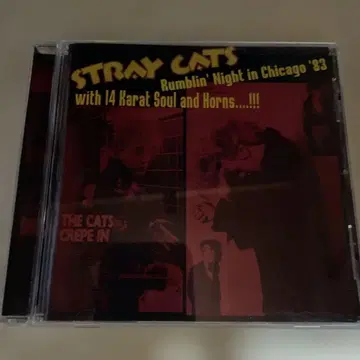 STRAY CATS
Rumblin' Night in Chicago '83
with 14 Karat Soul and Horns....!!!
THE CATS
CREPE IN